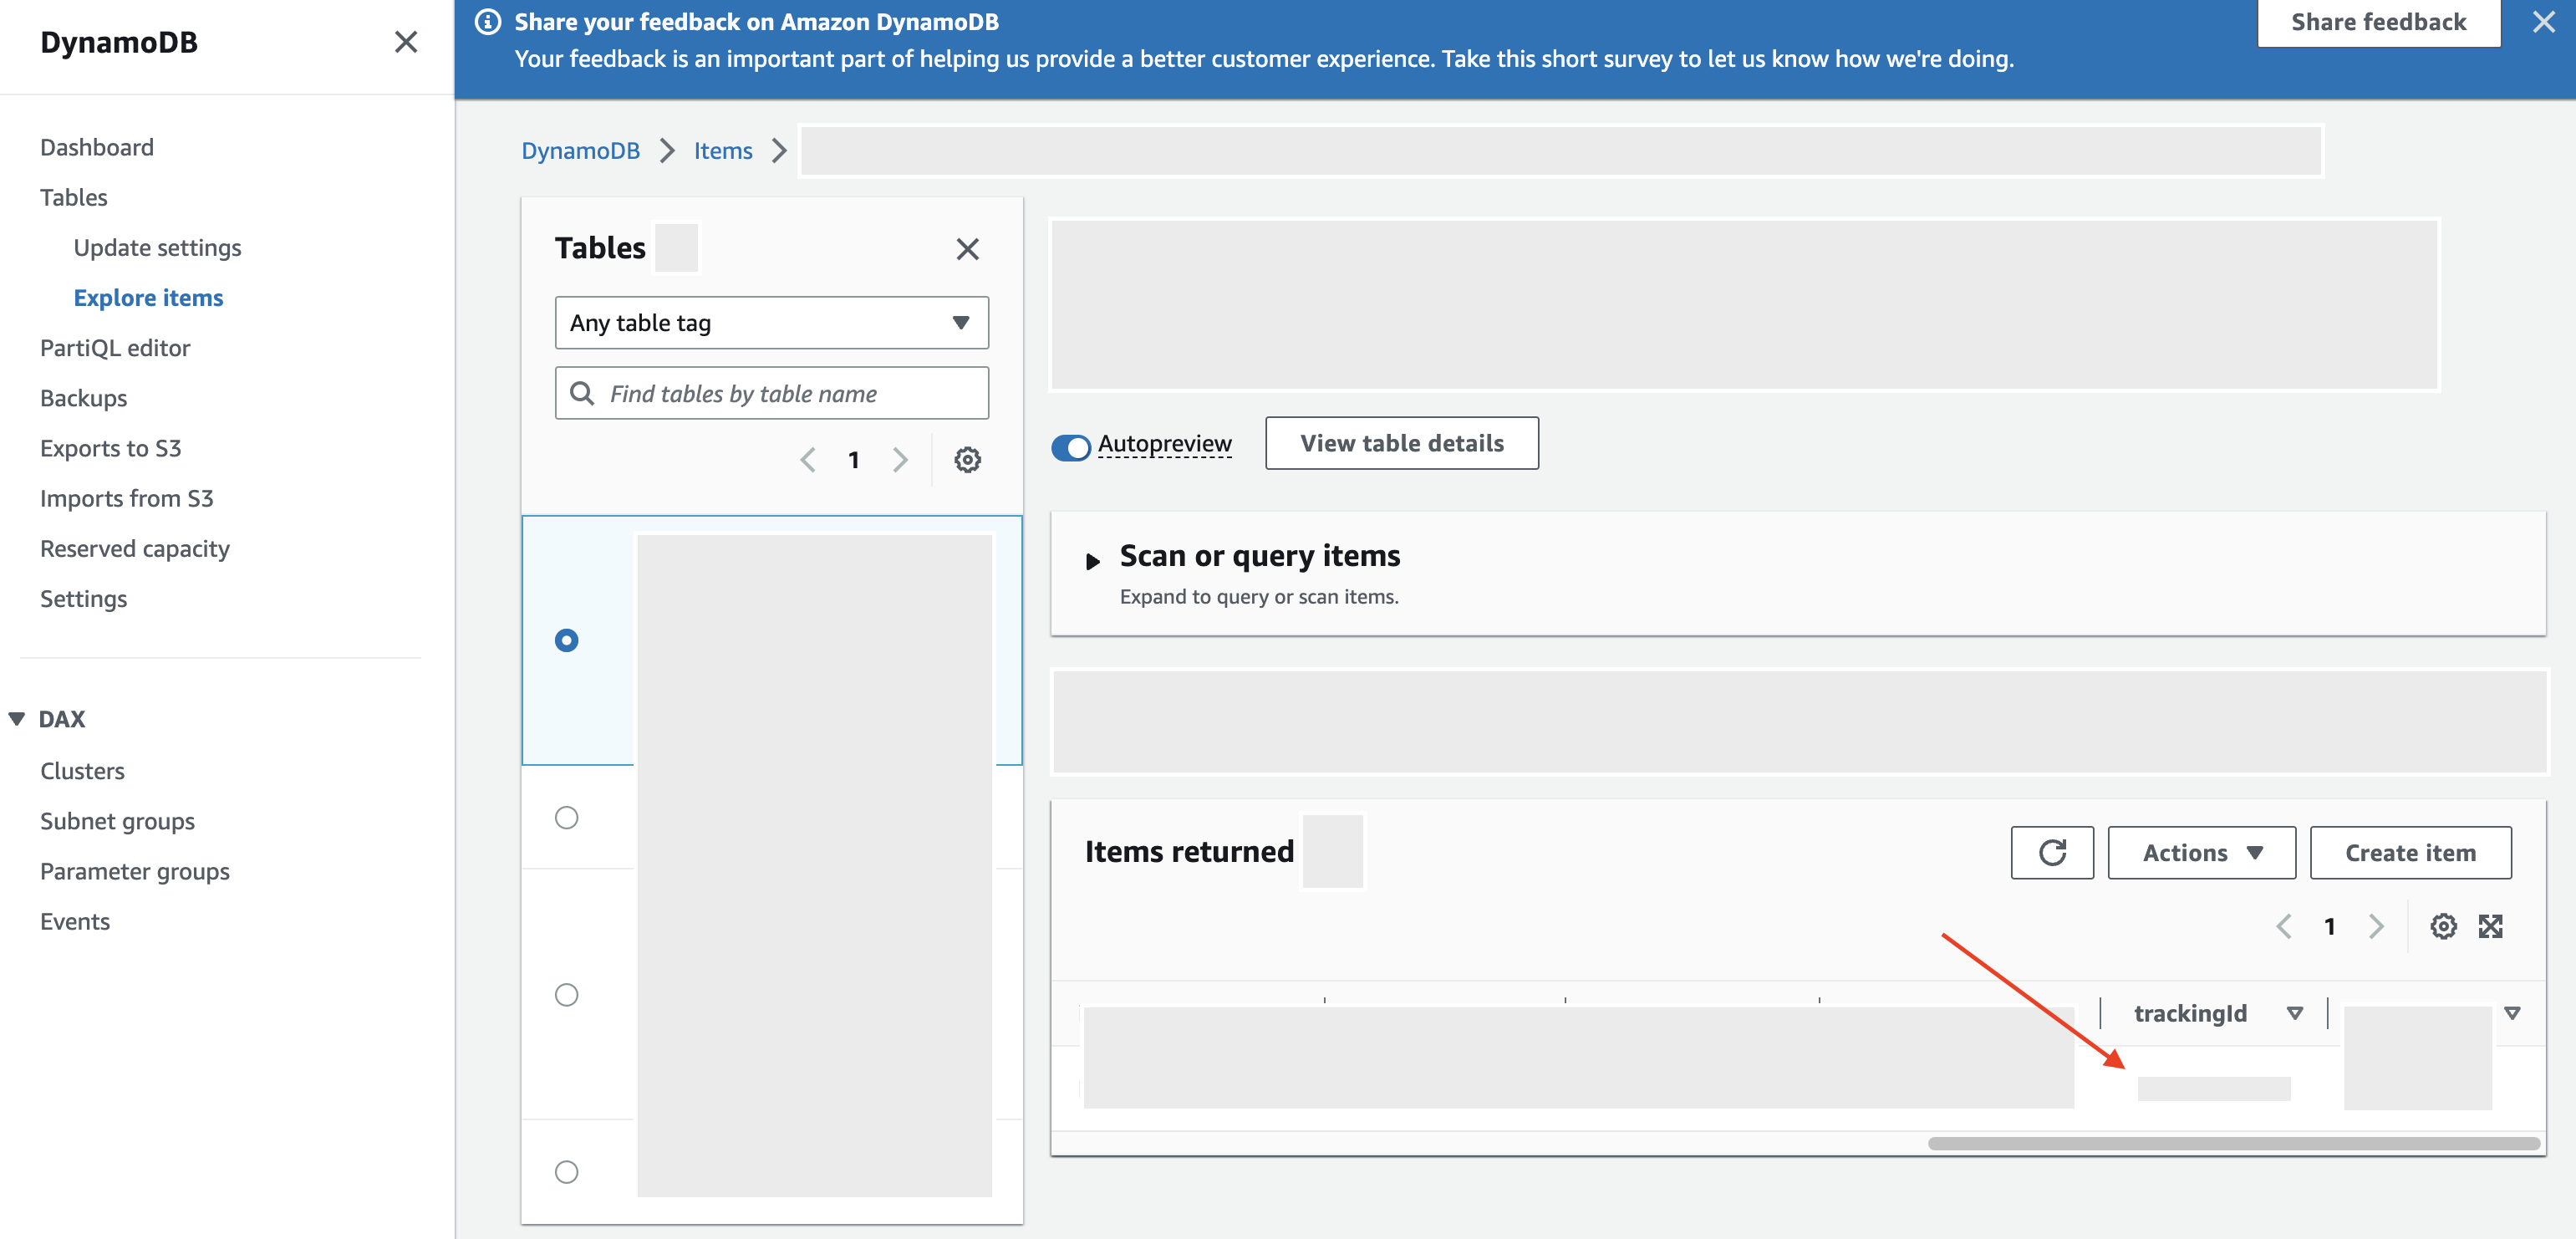 DynamoDB
Dashboard
Tables
Update settings
Explore items
PartiQL editor
Backups
Exports to S3
Imports from S3
Reserved capacity
Settings
DAX
Clusters
Subnet groups
Parameter groups
Events
Share your feedback on Amazon DynamoDB
Your feedback is an important part of helping us provide a better customer experience. Take this short survey to let us know how we're doing.
Share feedback
DynamoDB Items
Tables
Any table tag
Find tables by table name
1
Autopreview View table details
Scan or query items
Expand to query or scan items.
Items returned
Actions Create item
1
trackingId